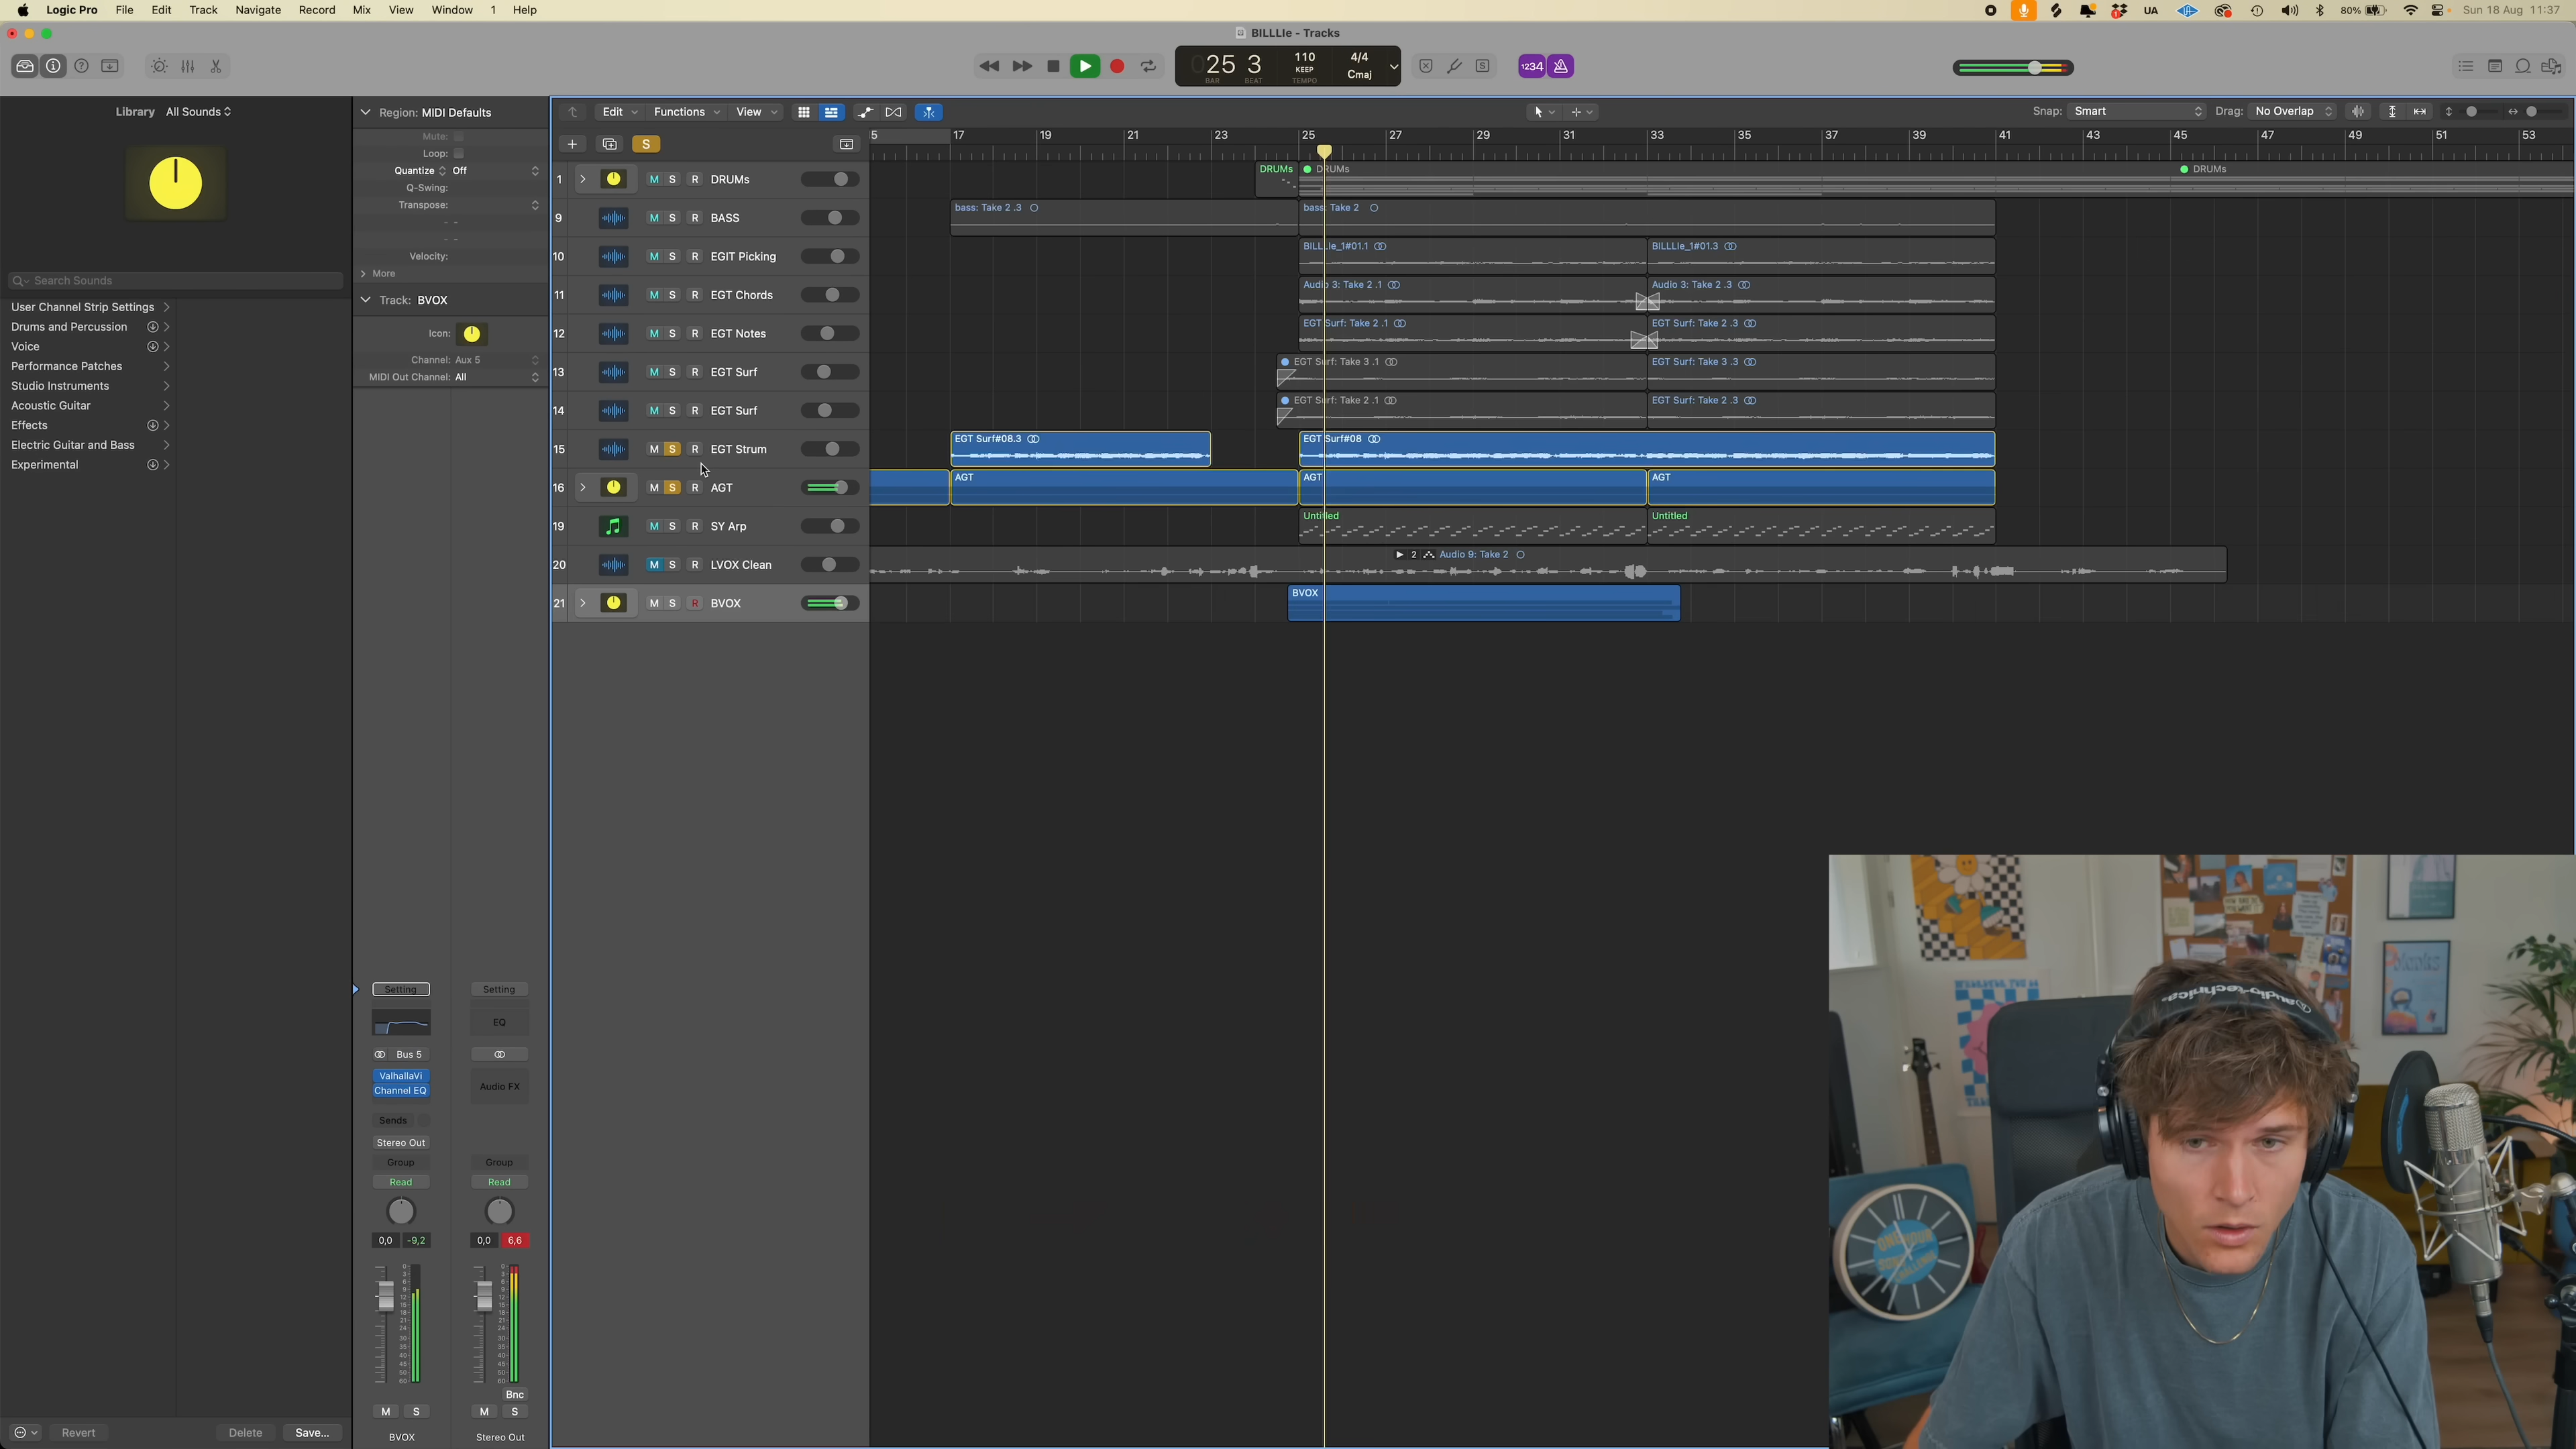 Logic Pro File Edit Track Navigate Record Mix View Window 1 Help
UA 80% Sun 18 Aug 11:37
BILLLIe - Tracks
25 3 110 4/4
KEEP Cmaj
BAR BEAT TEMPO
1234
Library All Sounds
Region: MIDI Defaults
Edit Functions View
Snap: Smart Drag: No Overlap
Mute:
Loop:
Quantize Off
Q-Swing:
Transpose:
Velocity:
More
Track: BVOX
Icon:
Channel: Aux 5
MIDI Out Channel: All
Search Sounds
User Channel Strip Settings
Drums and Percussion
Voice
Performance Patches
Studio Instruments
Acoustic Guitar
Effects
Electric Guitar and Bass
Experimental
S
5 17 19 21 23 25 27 29 31 33 35 37 39 41 43 45 47 49 51 53
1 M S R DRUMs DRUMs DRUMs DRUMs
9 M S R BASS bass: Take 2 .3 bass: Take 2
10 M S R EGIT Picking BILLLIe_1#01.1 BILLLIe_1#01.3
11 M S R EGT Chords Audio 3: Take 2 .1 Audio 3: Take 2 .3
12 M S R EGT Notes EGT Surf: Take 2 .1 EGT Surf: Take 2 .3
13 M S R EGT Surf EGT Surf: Take 3 .1 EGT Surf: Take 3 .3
14 M S R EGT Surf EGT Surf: Take 2 .1 EGT Surf: Take 2 .3
15 M S R EGT Strum EGT Surf#08.3 EGT Surf#08
16 M S R AGT AGT AGT AGT
19 M S R SY Arp Untitled Untitled
20 M S R LVOX Clean 2 Audio 9: Take 2
21 M S R BVOX BVOX
Setting Setting
EQ
Bus 5
ValhallaVi
Channel EQ
Audio FX
Sends
Stereo Out
Group Group
Read Read
0,0 -9,2 0,0 6,6
Bnc
M S M S
BVOX Stereo Out
Revert Delete Save...
audio-technica
ONE HOUR
SONG CHALLENGE